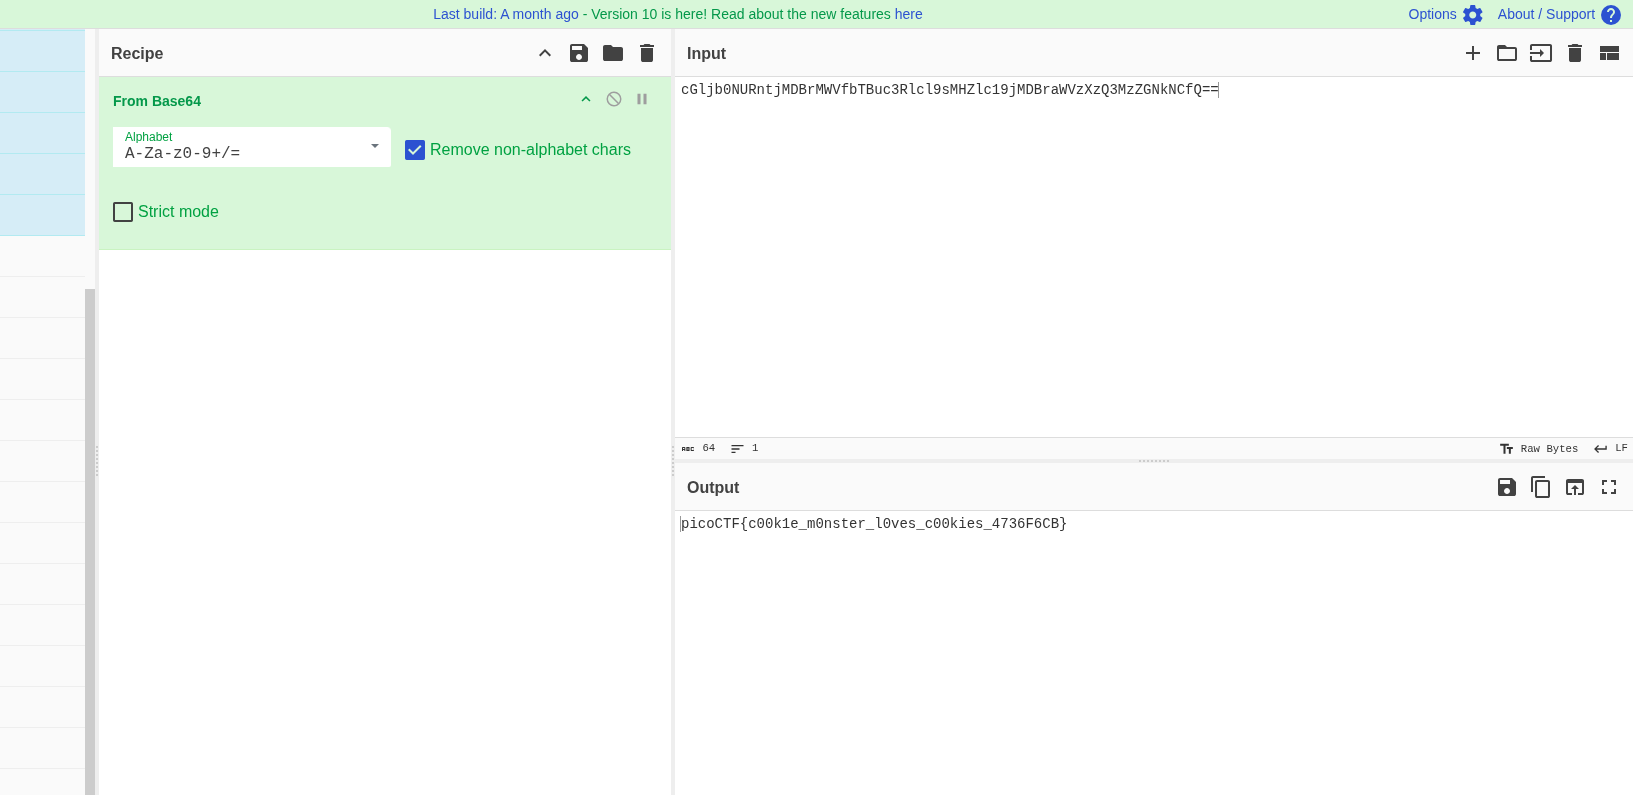 Last build: A month ago - Version 10 is here! Read about the new features here
Options
About / Support
Recipe
From Base64
Alphabet
A-Za-z0-9+/=
Remove non-alphabet chars
Strict mode
Input
cGljb0NURntjMDBrMWVfbTBuc3Rlcl9sMHZlc19jMDBraWVzXzQ3MzZGNkNCfQ==
ABC 64 1
Raw Bytes LF
Output
picoCTF{c00k1e_m0nster_l0ves_c00kies_4736F6CB}